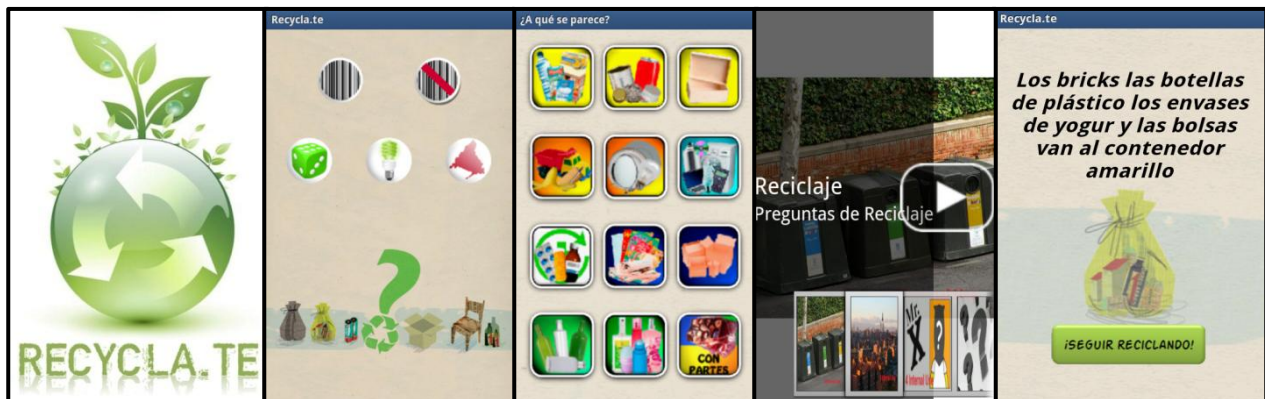 RECYCLA.TE
Recycla.te
¿A qué se parece?
CON
PARTES
Reciclaje
Preguntas de Reciclaje
Mr.
X
Recycla.te
Los bricks las botellas
de plástico los envases
de yogur y las bolsas
van al contenedor
amarillo
¡SEGUIR RECICLANDO!